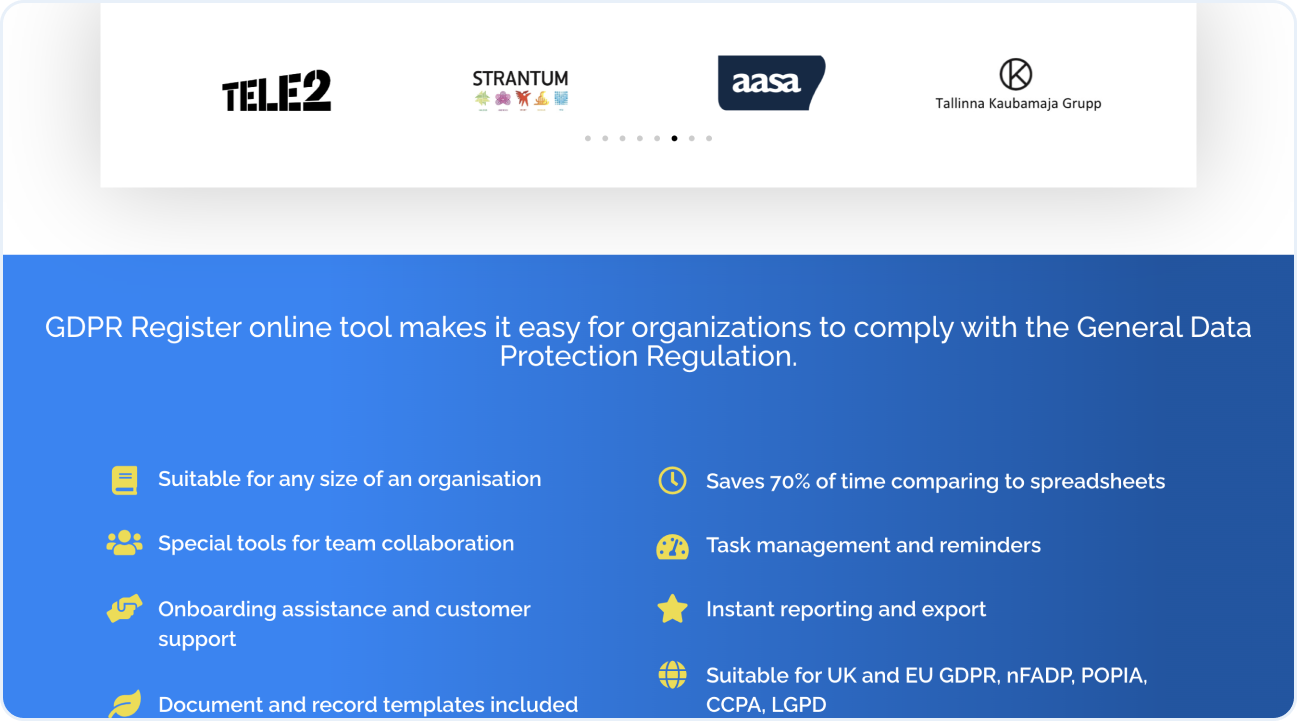 TELE2
STRANTUM
aasa
Tallinna Kaubamaja Grupp
GDPR Register online tool makes it easy for organizations to comply with the General Data
Protection Regulation.
Suitable for any size of an organisation
Special tools for team collaboration
Onboarding assistance and customer
support
Document and record templates included
Saves 70% of time comparing to spreadsheets
Task management and reminders
Instant reporting and export
Suitable for UK and EU GDPR, nFADP, POPIA,
CCPA, LGPD